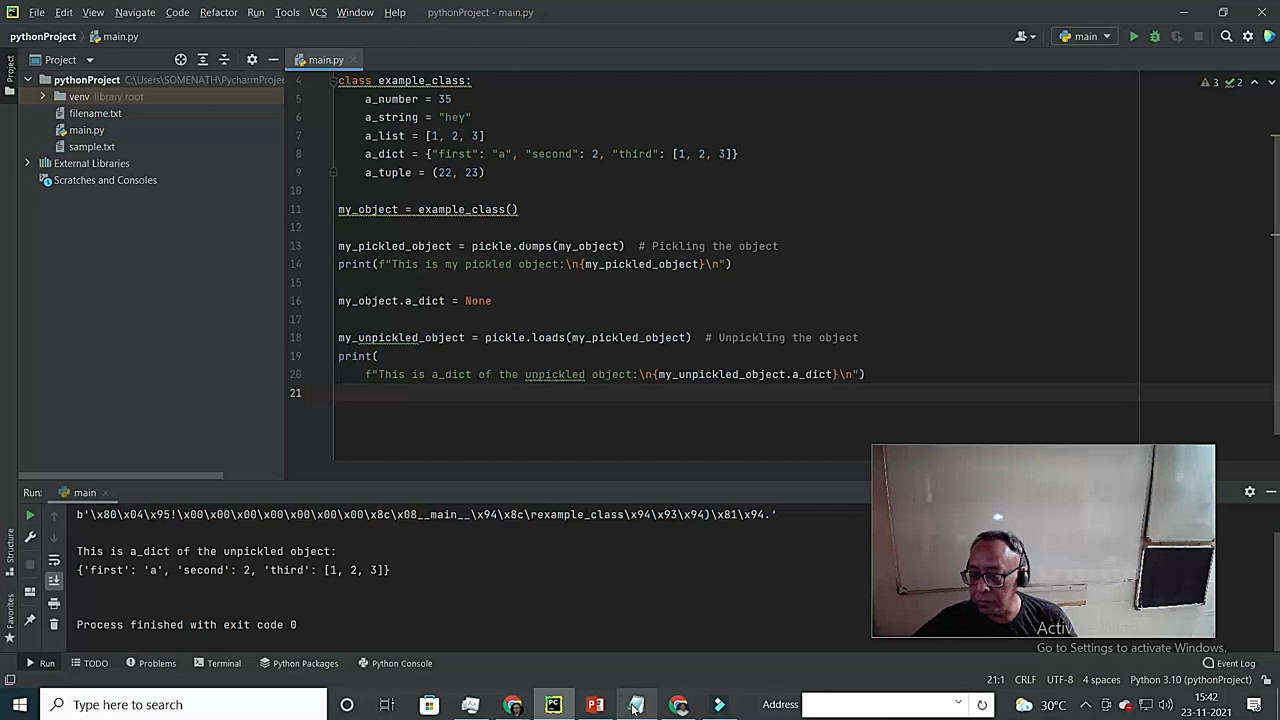 File Edit View Navigate Code Refactor Run Tools VCS Window Help pythonProject - main.py
pythonProject main.py
main
Project
Project
main.py
pythonProject C:\Users\SOMENATH\PycharmProjec
venv library root
filename.txt
main.py
sample.txt
External Libraries
Scratches and Consoles
3 2
4 class example_class:
5 a_number = 35
6 a_string = "hey"
7 a_list = [1, 2, 3]
8 a_dict = {"first": "a", "second": 2, "third": [1, 2, 3]}
9 a_tuple = (22, 23)
10
11 my_object = example_class()
12
13 my_pickled_object = pickle.dumps(my_object)  # Pickling the object
14 print(f"This is my pickled object:\n{my_pickled_object}\n")
15
16 my_object.a_dict = None
17
18 my_unpickled_object = pickle.loads(my_pickled_object)  # Unpickling the object
19 print(
20 f"This is a_dict of the unpickled object:\n{my_unpickled_object.a_dict}\n")
21
Run: main
b'\x80\x04\x95!\x00\x00\x00\x00\x00\x00\x00\x8c\x08__main__\x94\x8c\rexample_class\x94\x93\x94)\x81\x94.'
This is a_dict of the unpickled object:
{'first': 'a', 'second': 2, 'third': [1, 2, 3]}
Process finished with exit code 0
Structure
Favorites
Activate Wind
Go to Settings to activate Windows.
Run TODO Problems Terminal Python Packages Python Console Event Log
21:1 CRLF UTF-8 4 spaces Python 3.10 (pythonProject)
Type here to search
Address
30°C
15:42
23-11-2021